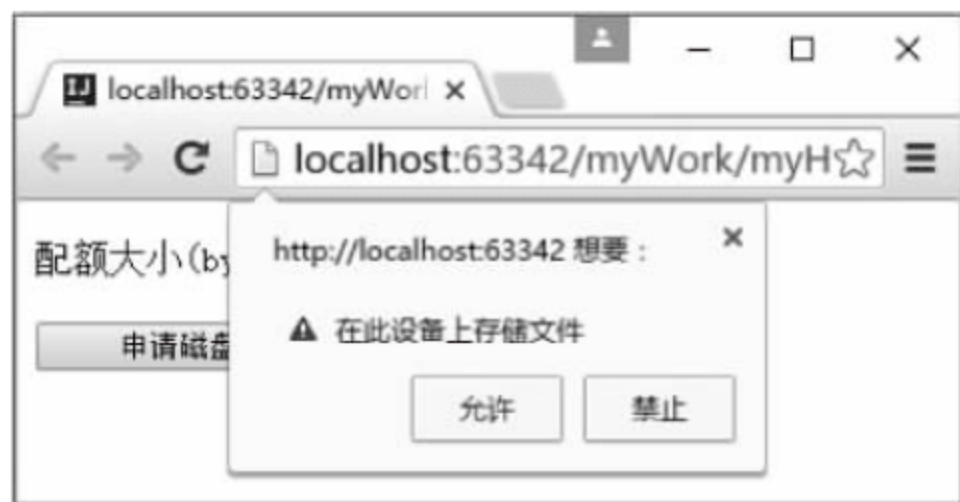 localhost:63342/myWor
localhost:63342/myWork/myH
配额大小(by
申请磁盘
http://localhost:63342 想要：
在此设备上存储文件
允许 禁止